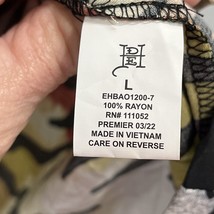 L
EHBAO1200-7
100% RAYON
RN# 111052
PREMIER 03/22
MADE IN VIETNAM
CARE ON REVERSE